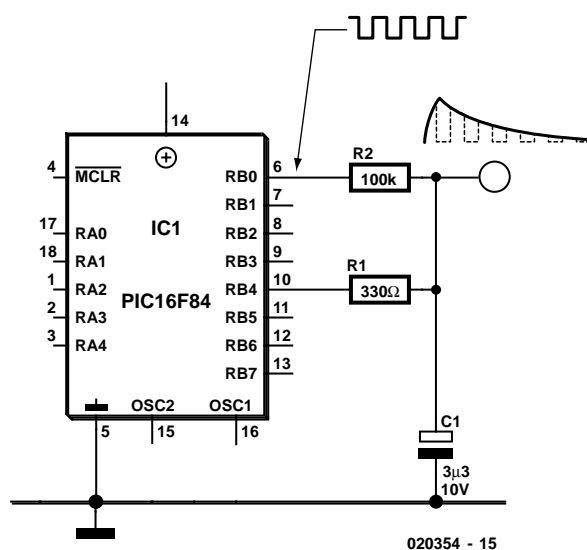 14
4
MCLR
RB0
6
R2
100k
RB1
7
17
RA0
IC1
RB2
8
18
RA1
RB3
9
R1
1
RA2
PIC16F84
RB4
10
330Ω
2
RA3
RB5
11
3
RA4
RB6
12
RB7
13
OSC2
OSC1
5
15
16
C1
3µ3
10V
020354 - 15